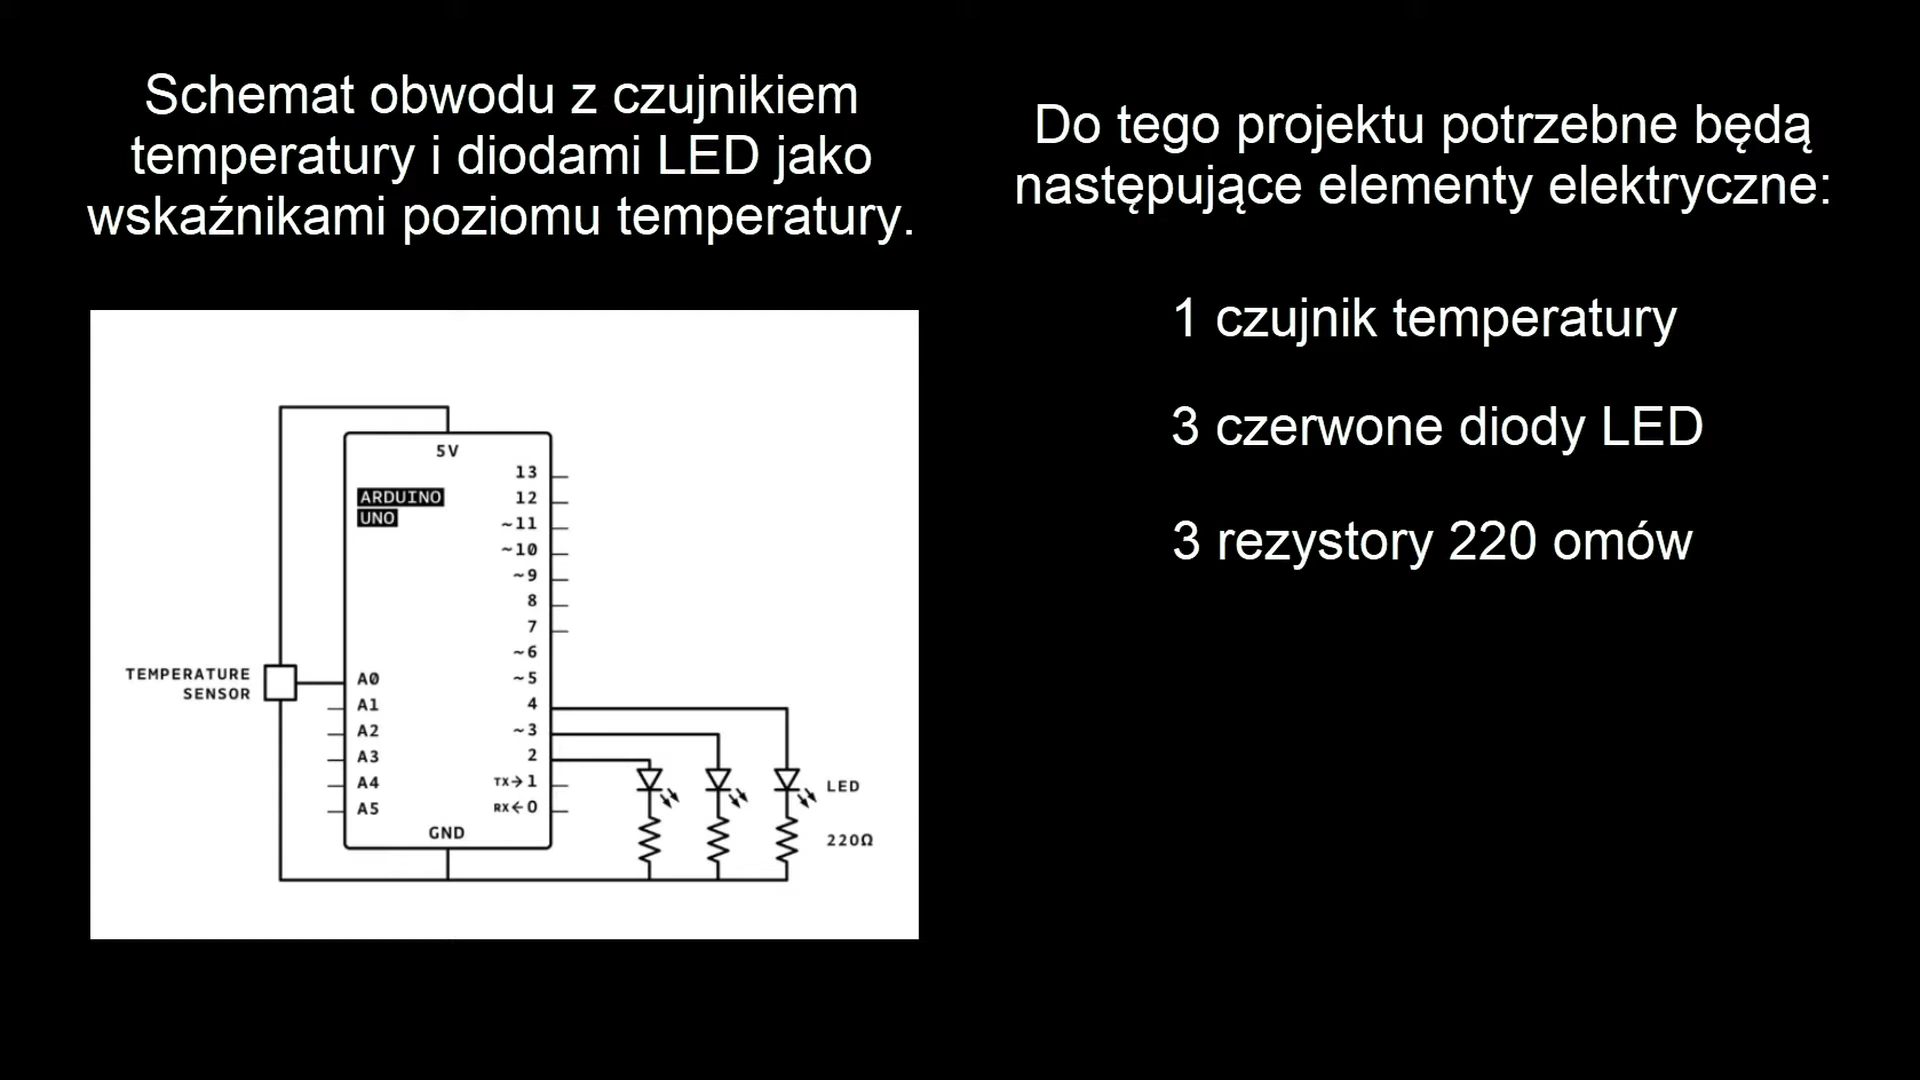 Schemat obwodu z czujnikiem
temperatury i diodami LED jako
wskaźnikami poziomu temperatury.
Do tego projektu potrzebne będą
następujące elementy elektryczne:
1 czujnik temperatury
3 czerwone diody LED
3 rezystory 220 omów
5V
ARDUINO
UNO
13
12
~11
~10
~9
8
7
~6
~5
4
~3
2
TX→1
RX←0
TEMPERATURE
SENSOR
A0
A1
A2
A3
A4
A5
GND
LED
220Ω